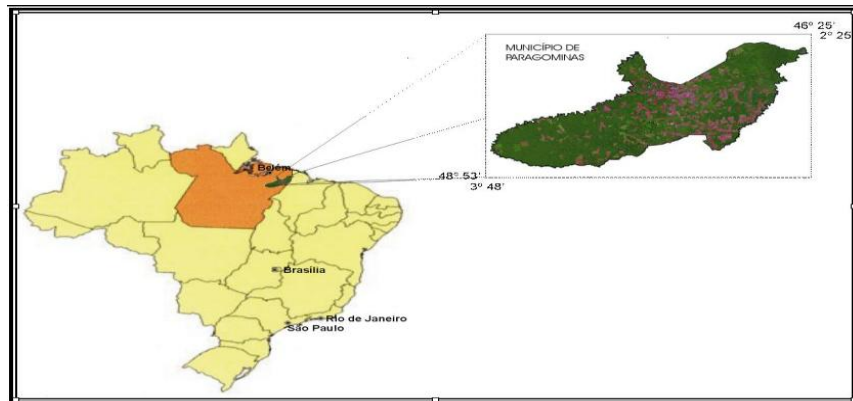 46° 25'
2° 25
MUNICÍPIO DE
PARAGOMINAS
Belém
48° 53'
3° 48'
Brasília
Rio de Janeiro
São Paulo